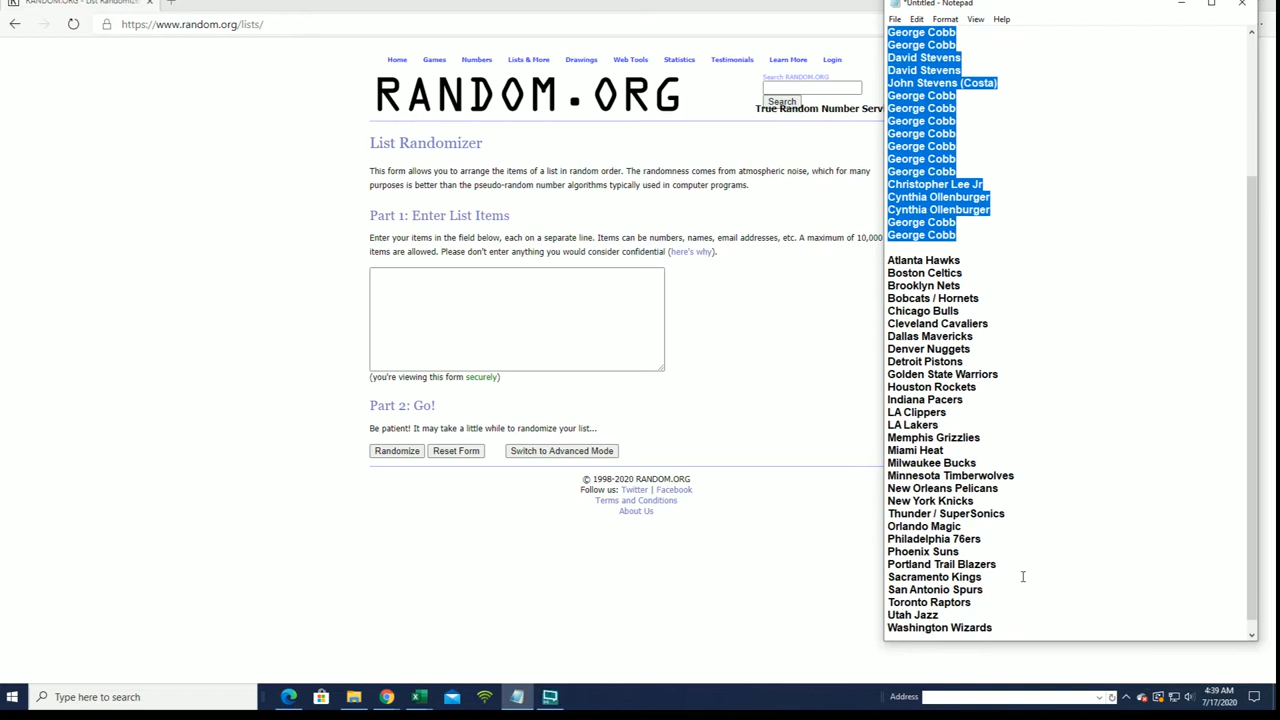 RANDOM.ORG - List Randomizer
https://www.random.org/lists/
Home Games Numbers Lists & More Drawings Web Tools Statistics Testimonials Learn More Login
RANDOM.ORG
Search RANDOM.ORG
Search
True Random Number Serv
List Randomizer
This form allows you to arrange the items of a list in random order. The randomness comes from atmospheric noise, which for many
purposes is better than the pseudo-random number algorithms typically used in computer programs.
Part 1: Enter List Items
Enter your items in the field below, each on a separate line. Items can be numbers, names, email addresses, etc. A maximum of 10,000
items are allowed. Please don't enter anything you would consider confidential (here's why).
(you're viewing this form securely)
Part 2: Go!
Be patient! It may take a little while to randomize your list...
Randomize Reset Form Switch to Advanced Mode
© 1998-2020 RANDOM.ORG
Follow us: Twitter | Facebook
Terms and Conditions
About Us
*Untitled - Notepad
File Edit Format View Help
George Cobb
George Cobb
David Stevens
David Stevens
John Stevens (Costa)
George Cobb
George Cobb
George Cobb
George Cobb
George Cobb
George Cobb
George Cobb
Christopher Lee Jr
Cynthia Ollenburger
Cynthia Ollenburger
George Cobb
George Cobb
Atlanta Hawks
Boston Celtics
Brooklyn Nets
Bobcats / Hornets
Chicago Bulls
Cleveland Cavaliers
Dallas Mavericks
Denver Nuggets
Detroit Pistons
Golden State Warriors
Houston Rockets
Indiana Pacers
LA Clippers
LA Lakers
Memphis Grizzlies
Miami Heat
Milwaukee Bucks
Minnesota Timberwolves
New Orleans Pelicans
New York Knicks
Thunder / SuperSonics
Orlando Magic
Philadelphia 76ers
Phoenix Suns
Portland Trail Blazers
Sacramento Kings
San Antonio Spurs
Toronto Raptors
Utah Jazz
Washington Wizards
Type here to search
Address
4:39 AM
7/17/2020